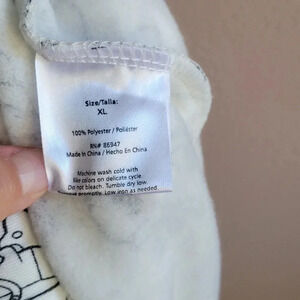 Size/Talla:
XL
100% Polyester / Poliéster
RN# 86947
Made In China / Hecho En China
Machine wash cold with
like colors on delicate cycle.
Do not bleach. Tumble dry low.
promptly. Low iron as needed.